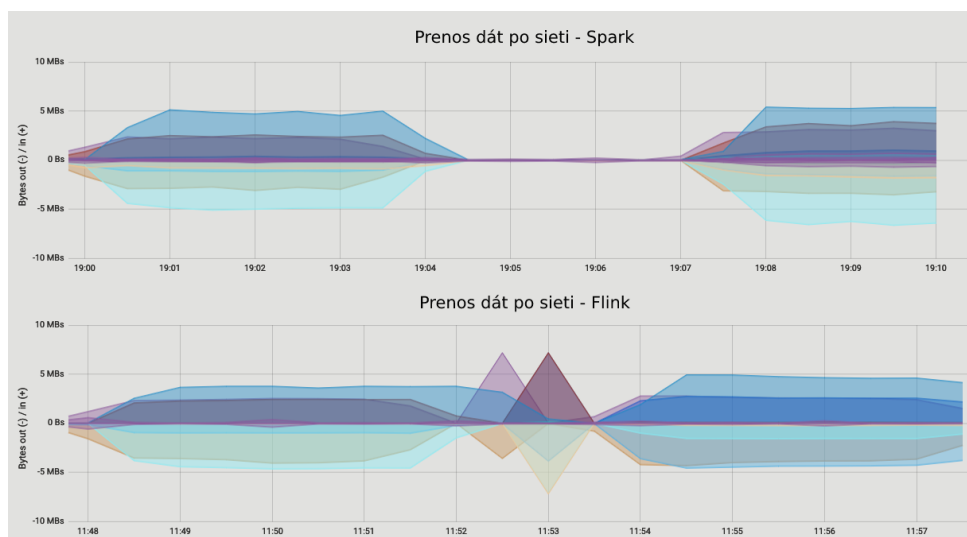 Prenos dát po sieti - Spark
10 MBs
5 MBs
0 Bs
-5 MBs
-10 MBs
Bytes out (-) / in (+)
19:00 19:01 19:02 19:03 19:04 19:05 19:06 19:07 19:08 19:09 19:10
Prenos dát po sieti - Flink
10 MBs
5 MBs
0 Bs
-5 MBs
-10 MBs
Bytes out (-) / in (+)
11:48 11:49 11:50 11:51 11:52 11:53 11:54 11:55 11:56 11:57